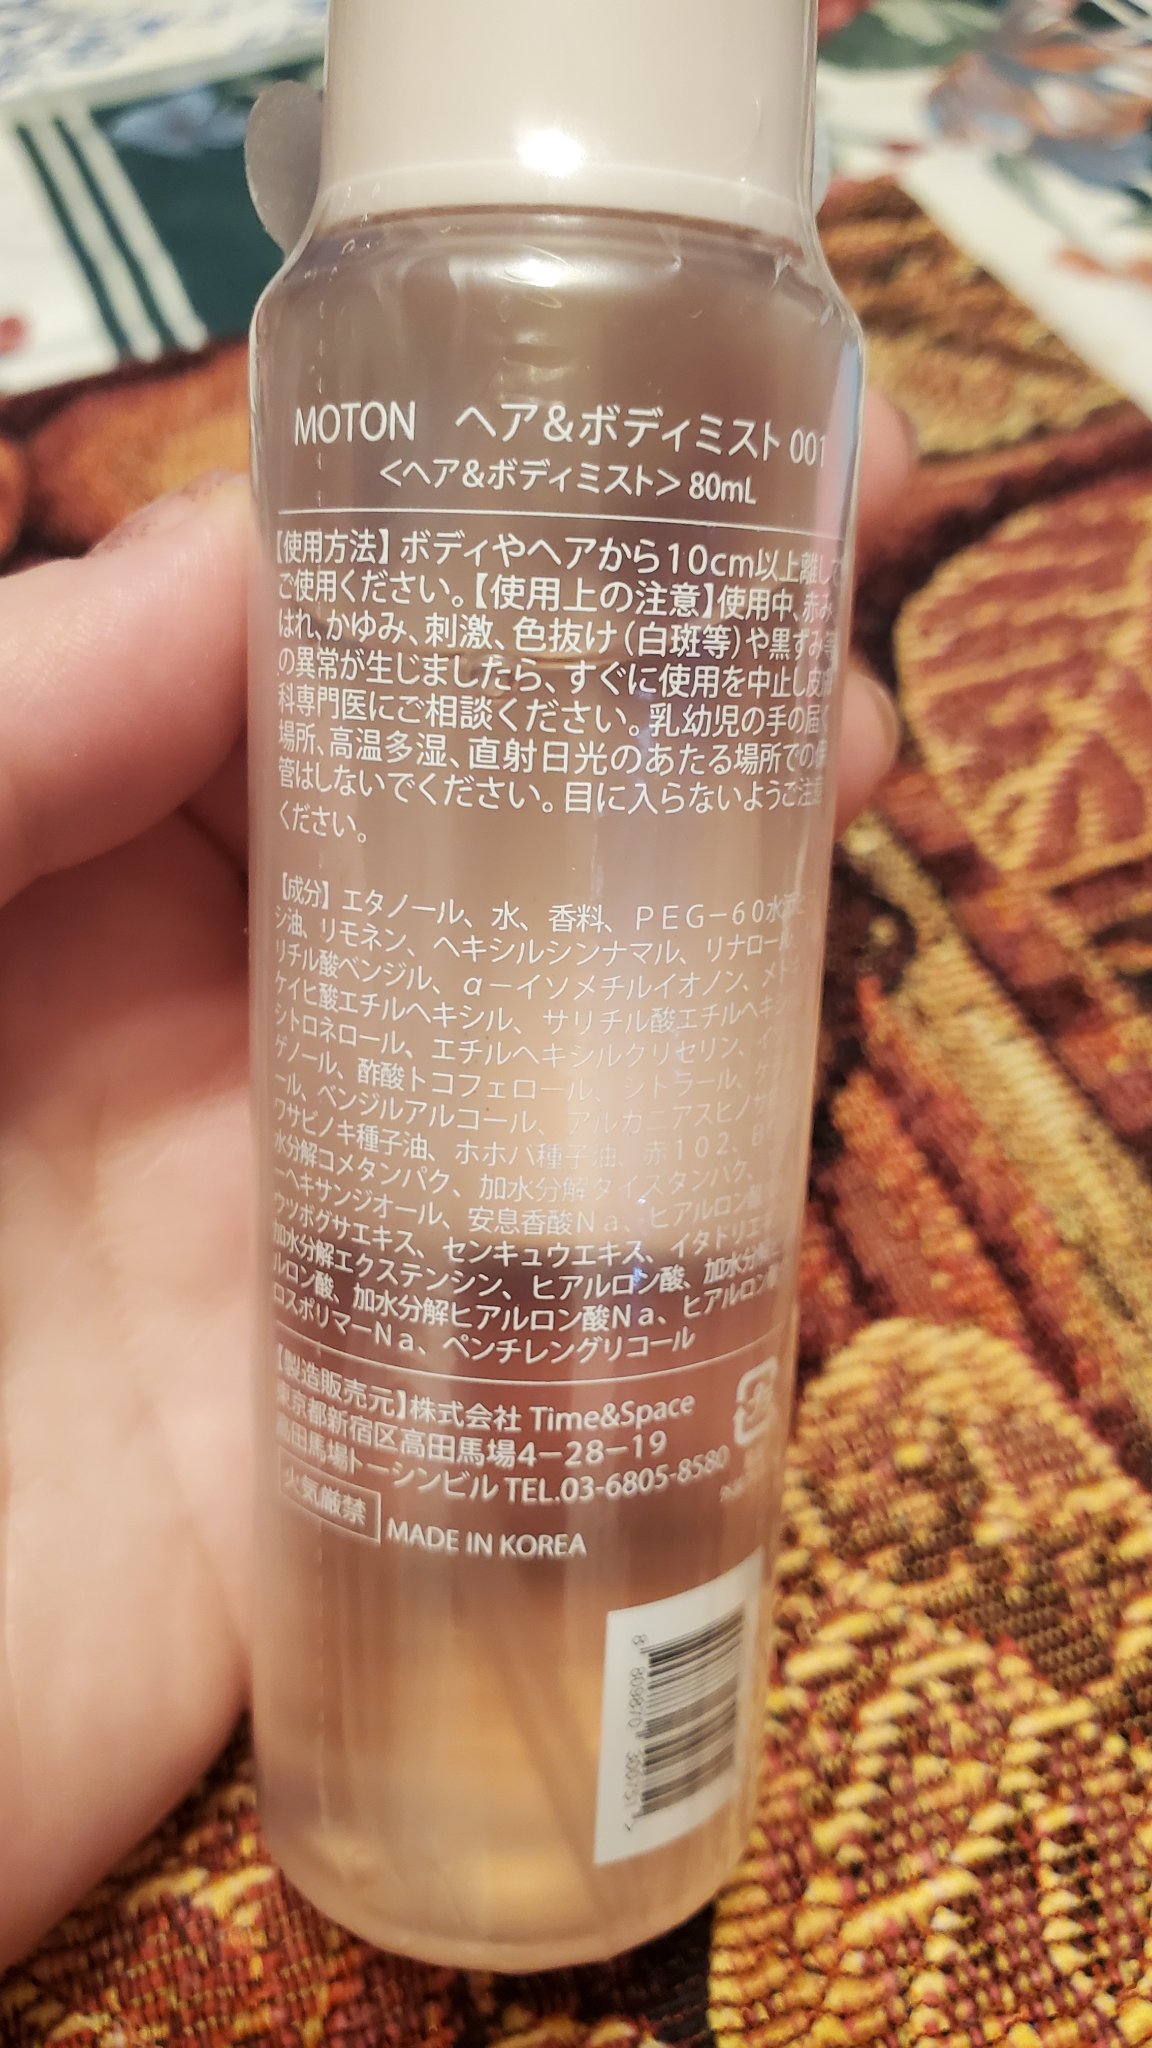 MOTON ヘア&ボディミスト 001
<ヘア&ボディミスト> 80mL
【使用方法】ボディやヘアから10cm以上離して
ご使用ください。【使用上の注意】使用中、赤み、
はれ、かゆみ、刺激、色抜け(白斑等)や黒ずみ等
の異常が生じましたら、すぐに使用を中止し皮膚
科専門医にご相談ください。乳幼児の手の届く
場所、高温多湿、直射日光のあたる場所での保
管はしないでください。目に入らないようご注意
ください。
【成分】エタノール、水、香料、PEG-60水添
シ油、リモネン、ヘキシルシンナマル、リナロール、
リチル酸ベンジル、α-イソメチルイオノン、メトキ
ケイヒ酸エチルヘキシル、サリチル酸エチルヘキシ
シトロネロール、エチルヘキシルグリセリン、
ゲノール、酢酸トコフェロール、シトラール、ゲラ
ール、ベンジルアルコール、アルガニアスピノサ
ワサビノキ種子油、ホホバ種子油、赤102、
水分解コメタンパク、加水分解ダイズタンパク、
ーヘキサンジオール、安息香酸Na、ヒアルロン酸
ウツボグサエキス、センキュウエキス、イタドリエキ
加水分解エクステンシン、ヒアルロン酸、加水分解
ルロン酸、加水分解ヒアルロン酸Na、ヒアルロン酸
ロスポリマーNa、ペンチレングリコール
【製造販売元】株式会社 Time&Space
東京都新宿区高田馬場4-28-19
高田馬場トーシンビル TEL.03-6805-8580
火気厳禁 MADE IN KOREA